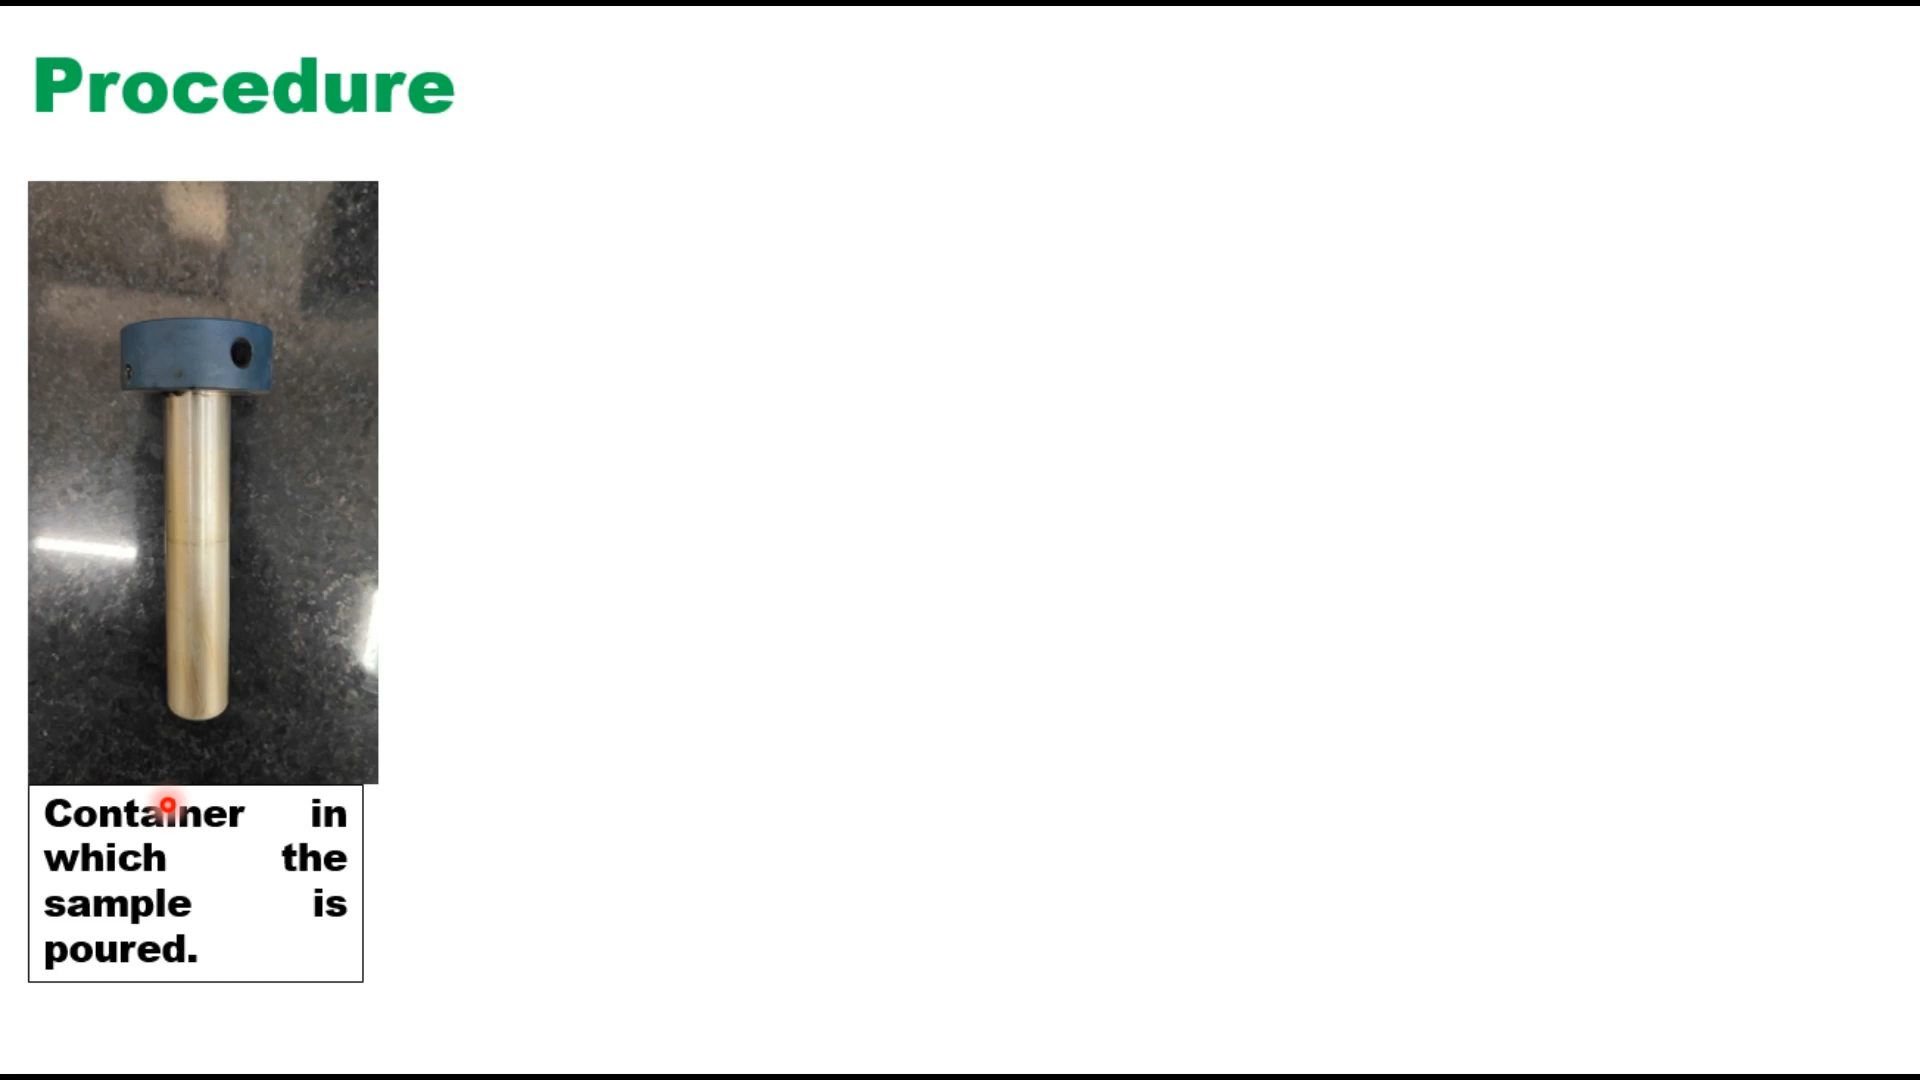 Procedure
Container in
which the
sample is
poured.